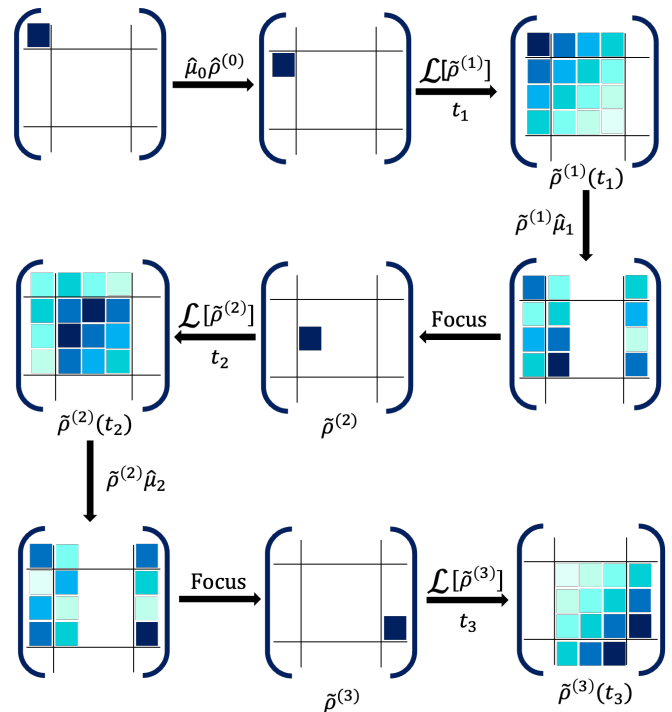 μ̂₀ρ̂⁽⁰⁾
𝓛[ρ̃⁽¹⁾]
t₁
ρ̃⁽¹⁾(t₁)
ρ̃⁽¹⁾μ̂₁
𝓛[ρ̃⁽²⁾]
t₂
Focus
ρ̃⁽²⁾(t₂)
ρ̃⁽²⁾
ρ̃⁽²⁾μ̂₂
Focus
𝓛[ρ̃⁽³⁾]
t₃
ρ̃⁽³⁾
ρ̃⁽³⁾(t₃)